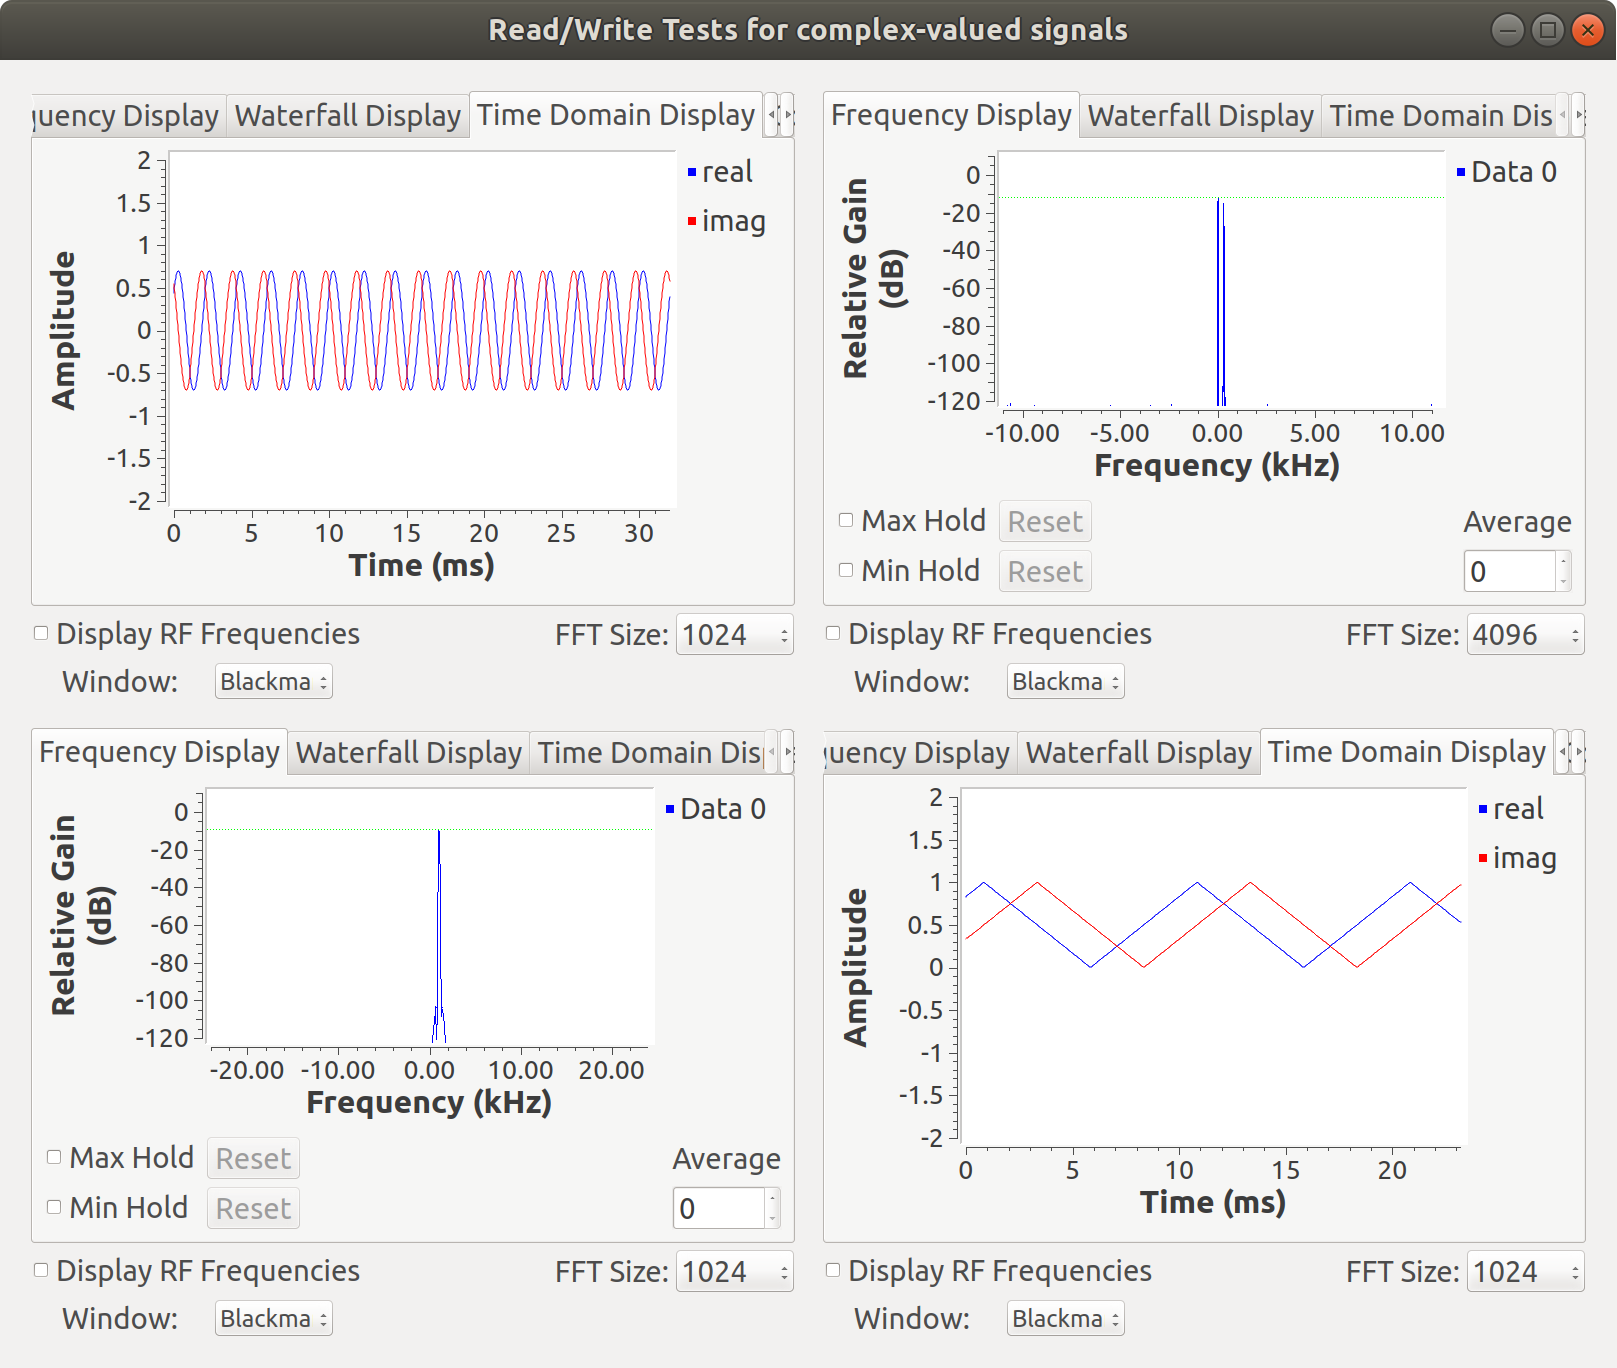 Read/Write Tests for complex-valued signals
quency Display Waterfall Display Time Domain Display
2
1.5
1
0.5
0
-0.5
-1
-1.5
-2
Amplitude
real
imag
0 5 10 15 20 25 30
Time (ms)
Display RF Frequencies FFT Size: 1024
Window: Blackma
Frequency Display Waterfall Display Time Domain Dis
0
-20
-40
-60
-80
-100
-120
Relative Gain
(dB)
Data 0
-10.00 -5.00 0.00 5.00 10.00
Frequency (kHz)
Max Hold Reset Average
Min Hold Reset 0
Display RF Frequencies FFT Size: 4096
Window: Blackma
Frequency Display Waterfall Display Time Domain Dis
0
-20
-40
-60
-80
-100
-120
Relative Gain
(dB)
Data 0
-20.00 -10.00 0.00 10.00 20.00
Frequency (kHz)
Max Hold Reset Average
Min Hold Reset 0
Display RF Frequencies FFT Size: 1024
Window: Blackma
quency Display Waterfall Display Time Domain Display
2
1.5
1
0.5
0
-0.5
-1
-1.5
-2
Amplitude
real
imag
0 5 10 15 20
Time (ms)
Display RF Frequencies FFT Size: 1024
Window: Blackma